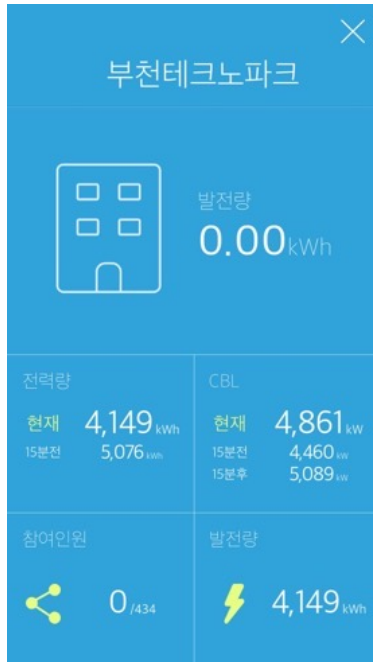 부천테크노파크
발전량
0.00kWh
전력량
현재 4,149 kWh
15분전 5,076 kWh
CBL
현재 4,861 kW
15분전 4,460 kW
15분후 5,089 kW
참여인원
0 /434
발전량
4,149 kWh